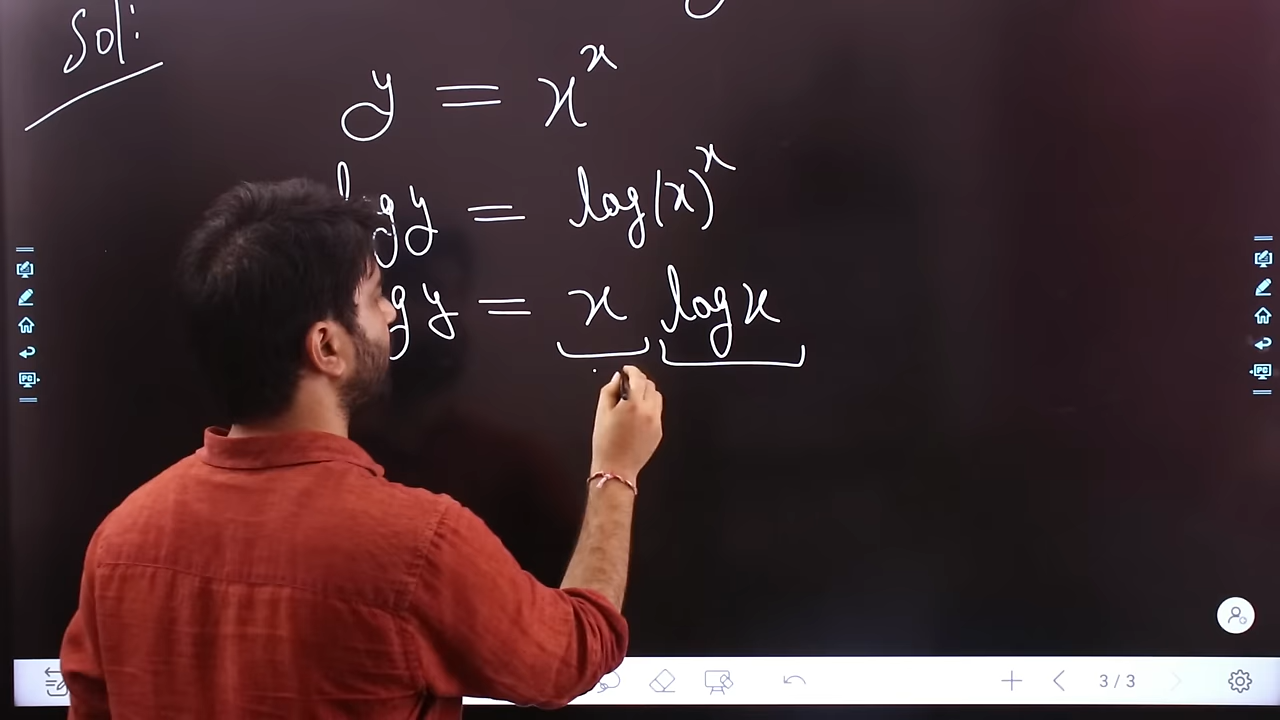 Sol:
y = x^x
log y = log(x)^x
log y = x log x
3 / 3